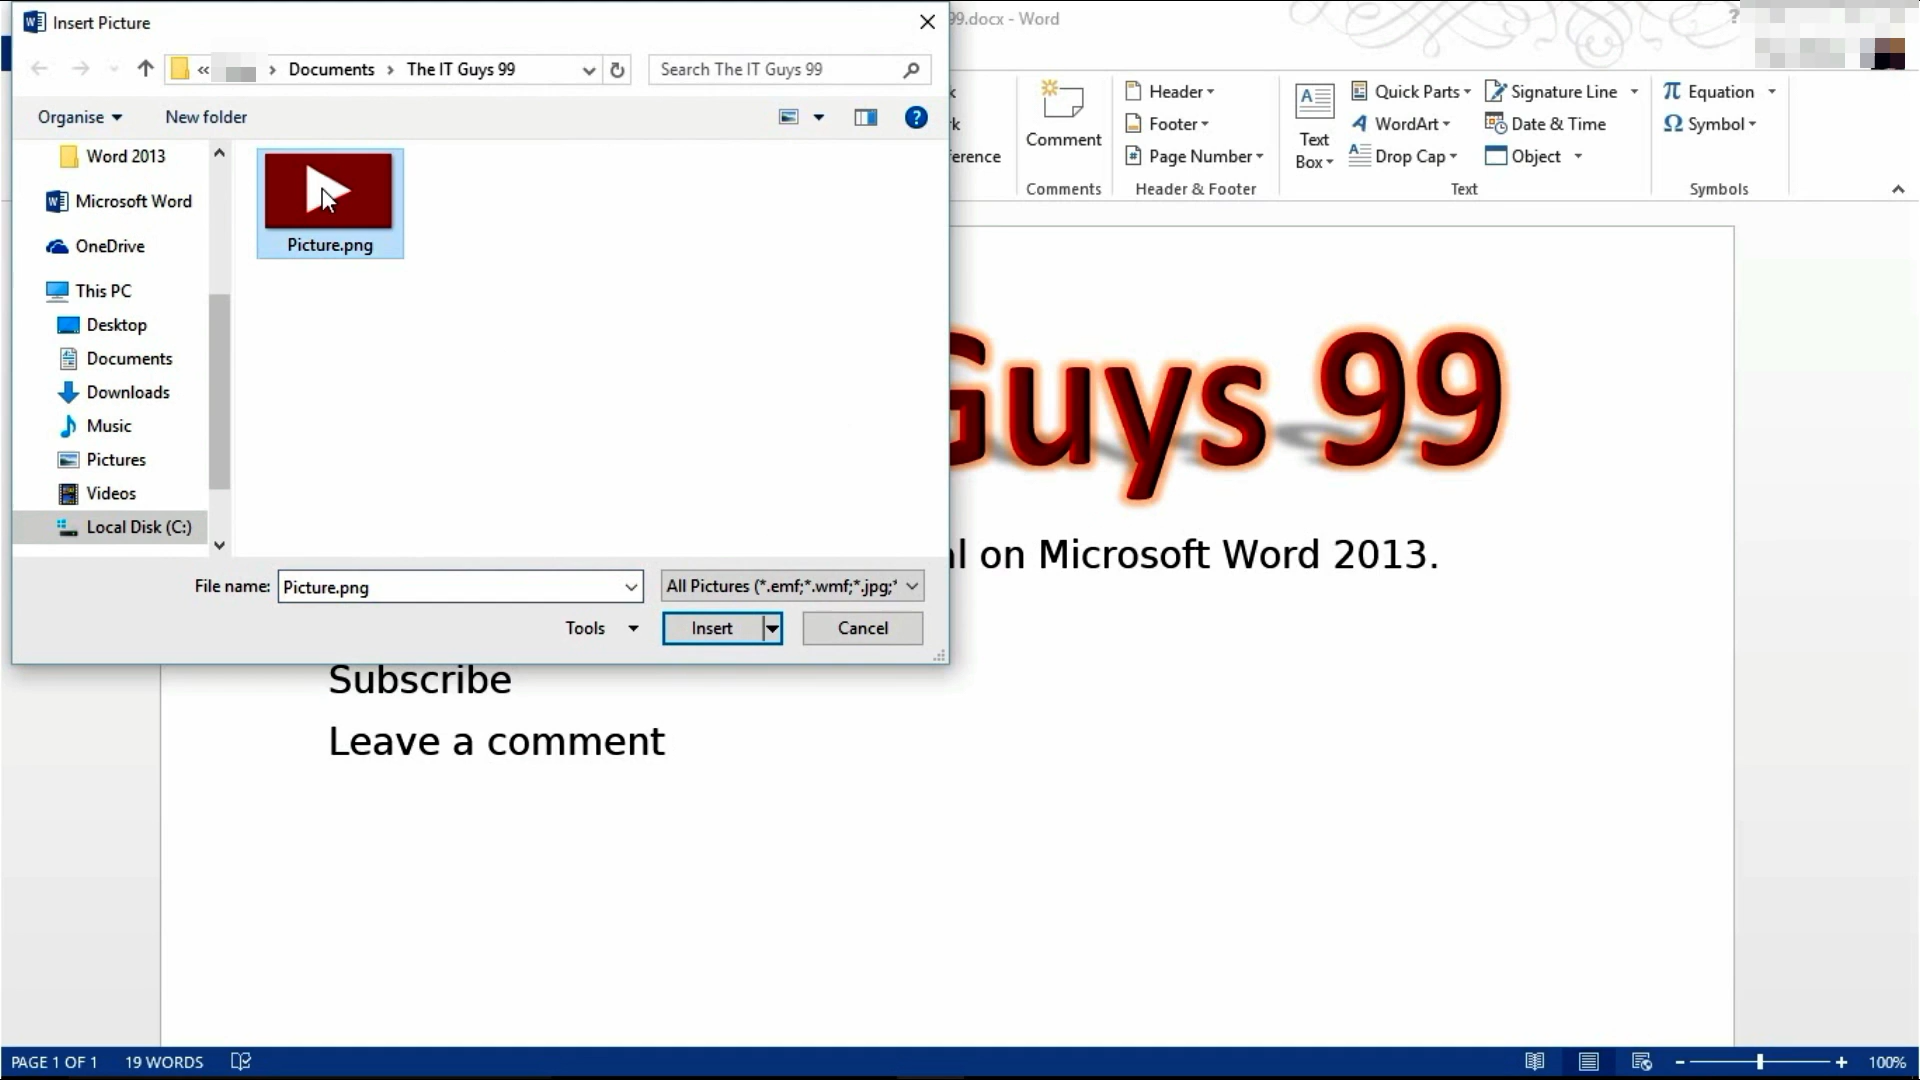 Insert Picture
99.docx - Word
?
« > Documents > The IT Guys 99
Search The IT Guys 99
Organise
New folder
?
Word 2013
Microsoft Word
OneDrive
This PC
Desktop
Documents
Downloads
Music
Pictures
Videos
Local Disk (C:)
Picture.png
File name: Picture.png
All Pictures (*.emf;*.wmf;*.jpg;*
Tools
Insert
Cancel
k
k
erence
Comment
Comments
Header
Footer
Page Number
Header & Footer
Text
Box
Quick Parts
WordArt
Drop Cap
Signature Line
Date & Time
Object
Text
π Equation
Ω Symbol
Symbols
Guys 99
al on Microsoft Word 2013.
Subscribe
Leave a comment
PAGE 1 OF 1
19 WORDS
- + 100%